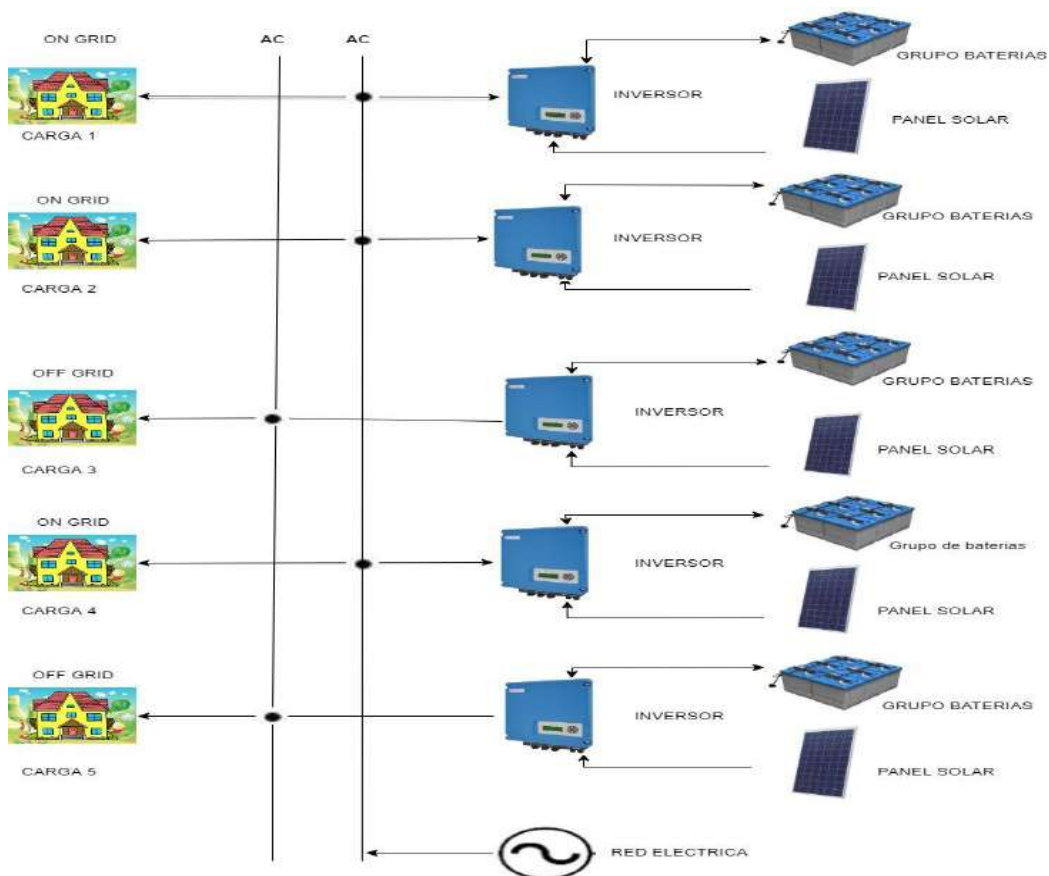 ON GRID
AC
AC
GRUPO BATERIAS
INVERSOR
PANEL SOLAR
CARGA 1
ON GRID
GRUPO BATERIAS
INVERSOR
PANEL SOLAR
CARGA 2
OFF GRID
GRUPO BATERIAS
INVERSOR
PANEL SOLAR
CARGA 3
ON GRID
Grupo de baterias
INVERSOR
PANEL SOLAR
CARGA 4
OFF GRID
GRUPO BATERIAS
INVERSOR
PANEL SOLAR
CARGA 5
RED ELECTRICA